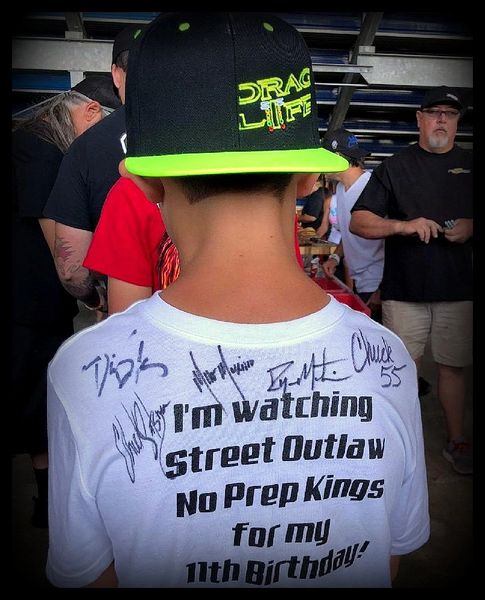 DRAG
LIFE
Chuck
55
I'm watching
Street Outlaw
No Prep Kings
for my
11th Birthday!